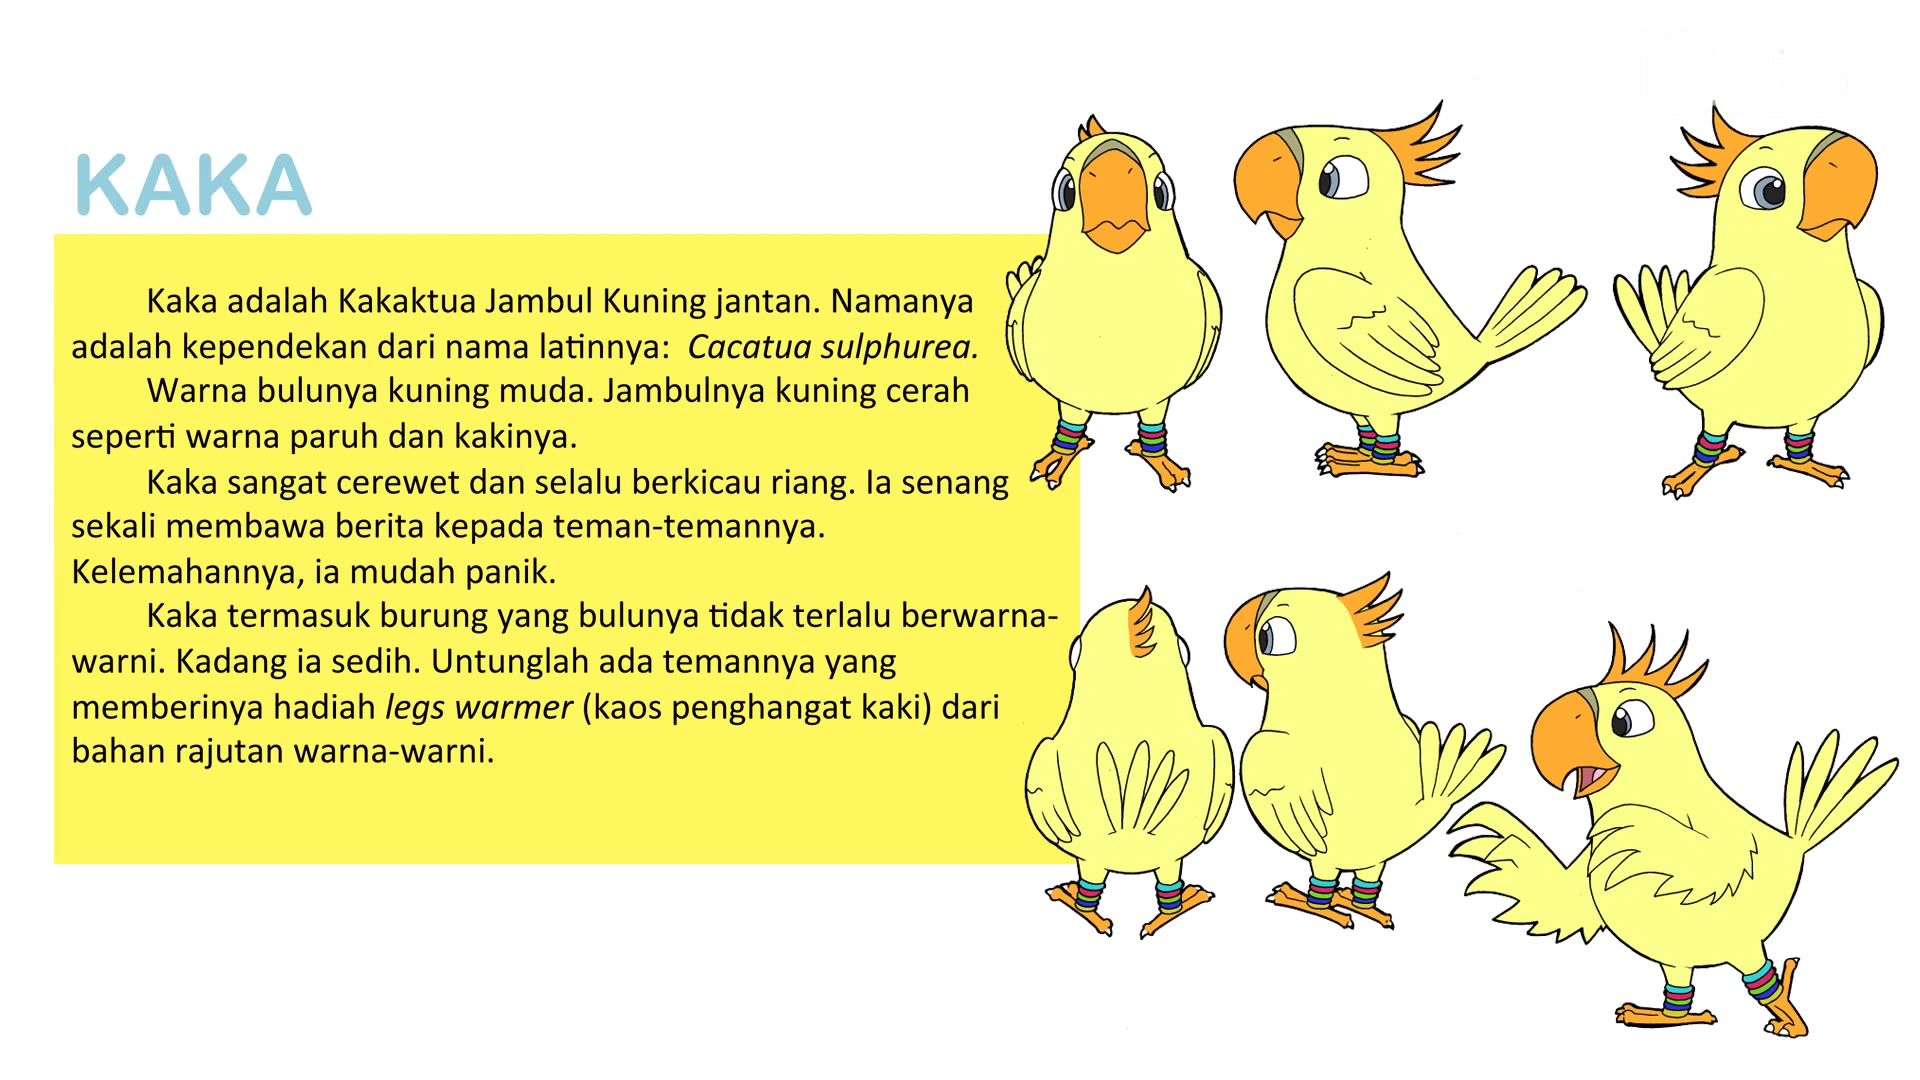 KAKA
Kaka adalah Kakaktua Jambul Kuning jantan. Namanya
adalah kependekan dari nama latinnya: Cacatua sulphurea.
Warna bulunya kuning muda. Jambulnya kuning cerah
seperti warna paruh dan kakinya.
Kaka sangat cerewet dan selalu berkicau riang. Ia senang
sekali membawa berita kepada teman-temannya.
Kelemahannya, ia mudah panik.
Kaka termasuk burung yang bulunya tidak terlalu berwarna-
warni. Kadang ia sedih. Untunglah ada temannya yang
memberinya hadiah legs warmer (kaos penghangat kaki) dari
bahan rajutan warna-warni.